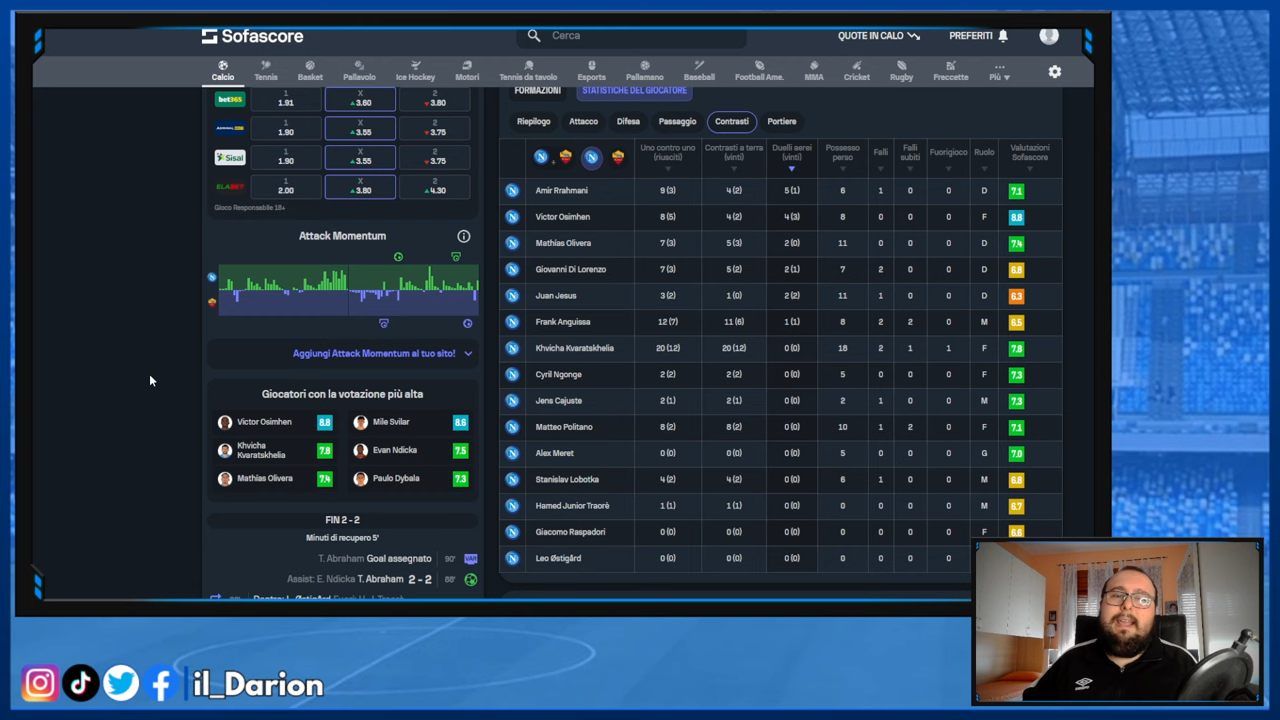 Sofascore
Cerca
QUOTE IN CALO
PREFERITI
Calcio
Tennis
Basket
Pallavolo
Ice Hockey
Motori
Tennis da tavolo
Esports
Pallamano
Baseball
Football Ame.
MMA
Cricket
Rugby
Freccette
Più
bet365
1 1.91
X 3.60
2 3.80
1 1.90
X 3.55
2 3.75
Sisal
1 1.90
X 3.55
2 3.75
ELABET
1 2.00
X 3.80
2 4.30
Gioco Responsabile 18+
Attack Momentum
Aggiungi Attack Momentum al tuo sito!
Giocatori con la votazione più alta
Victor Osimhen 8.8
Mile Svilar 8.6
Khvicha Kvaratskhelia 7.8
Evan Ndicka 7.5
Mathías Olivera 7.4
Paulo Dybala 7.3
FIN 2 - 2
Minuti di recupero 5'
T. Abraham Goal assegnato 90' VAR
Assist: E. Ndicka T. Abraham 2 - 2 88'
FORMAZIONI
STATISTICHE DEL GIOCATORE
Riepilogo
Attacco
Difesa
Passaggio
Contrasti
Portiere
Uno contro uno (riusciti)
Contrasti a terra (vinti)
Duelli aerei (vinti)
Possesso perso
Falli
Falli subiti
Fuorigioco
Ruolo
Valutazioni Sofascore
Amir Rrahmani 9 (3) 4 (2) 5 (1) 6 1 0 0 D 7.1
Victor Osimhen 8 (5) 4 (2) 4 (3) 8 0 0 0 F 8.8
Mathías Olivera 7 (3) 5 (3) 2 (0) 11 0 0 0 D 7.4
Giovanni Di Lorenzo 7 (3) 5 (2) 2 (1) 7 2 0 0 D 6.8
Juan Jesus 3 (2) 1 (0) 2 (2) 11 1 0 0 D 6.3
Frank Anguissa 12 (7) 11 (6) 1 (1) 8 2 2 0 M 6.5
Khvicha Kvaratskhelia 20 (12) 20 (12) 0 (0) 18 2 1 1 F 7.8
Cyril Ngonge 2 (2) 2 (2) 0 (0) 5 0 0 0 F 7.3
Jens Cajuste 2 (1) 2 (1) 0 (0) 2 1 0 0 M 7.3
Matteo Politano 8 (2) 8 (2) 0 (0) 10 1 2 0 F 7.1
Alex Meret 0 (0) 0 (0) 0 (0) 5 0 0 0 G 7.0
Stanislav Lobotka 4 (2) 4 (2) 0 (0) 6 1 0 0 M 6.8
Hamed Junior Traorè 1 (1) 1 (1) 0 (0) 0 0 0 0 M 6.7
Giacomo Raspadori 0 (0) 0 (0) 0 (0) 0 0 0 0 F 6.6
Leo Østigård 0 (0) 0 (0) 0 (0) 0 0 0 0
il_Darion